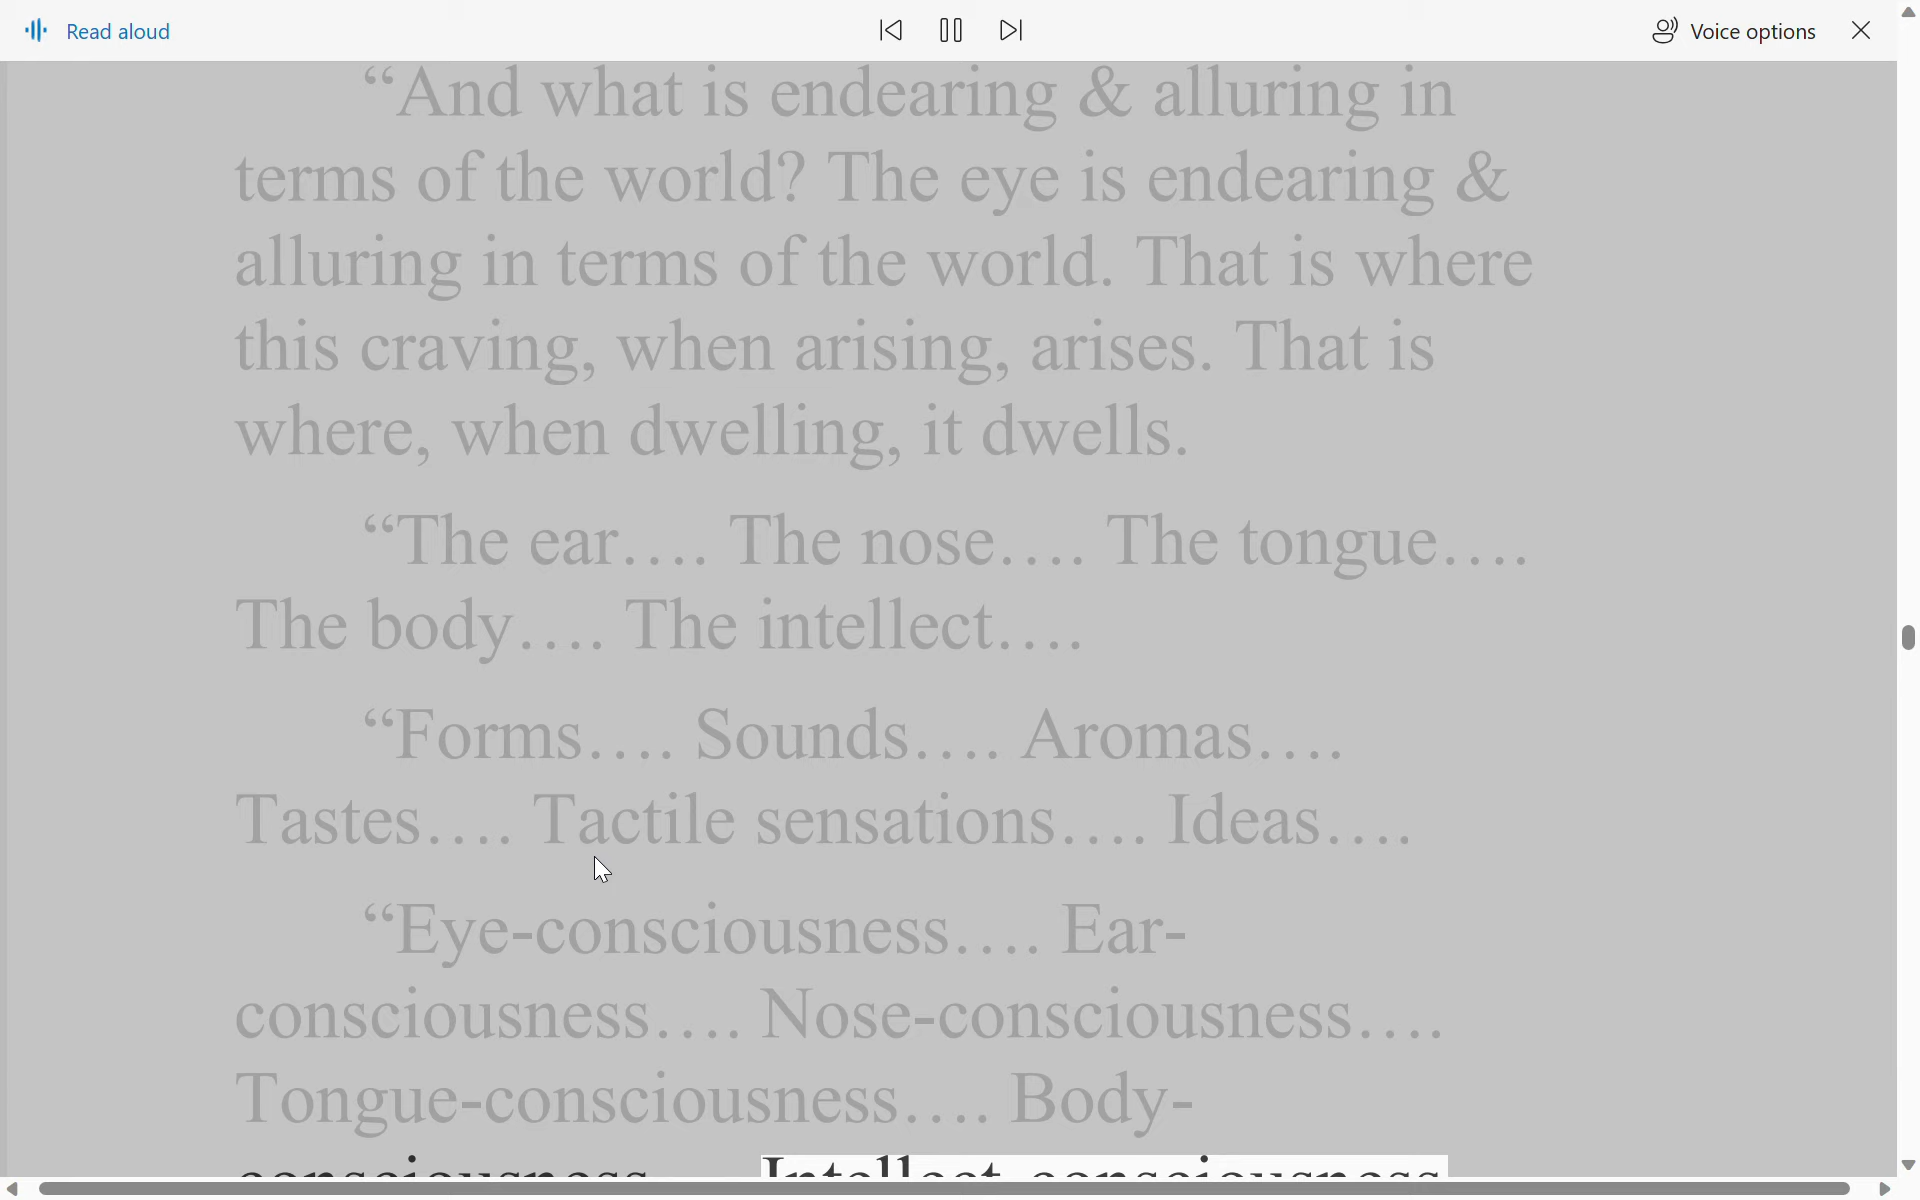 Read aloud
Voice options
“And what is endearing & alluring in
terms of the world? The eye is endearing &
alluring in terms of the world. That is where
this craving, when arising, arises. That is
where, when dwelling, it dwells.
“The ear…. The nose…. The tongue….
The body…. The intellect….
“Forms…. Sounds…. Aromas….
Tastes…. Tactile sensations…. Ideas….
“Eye-consciousness…. Ear-
consciousness…. Nose-consciousness….
Tongue-consciousness…. Body-
consciousness Intellect-consciousness